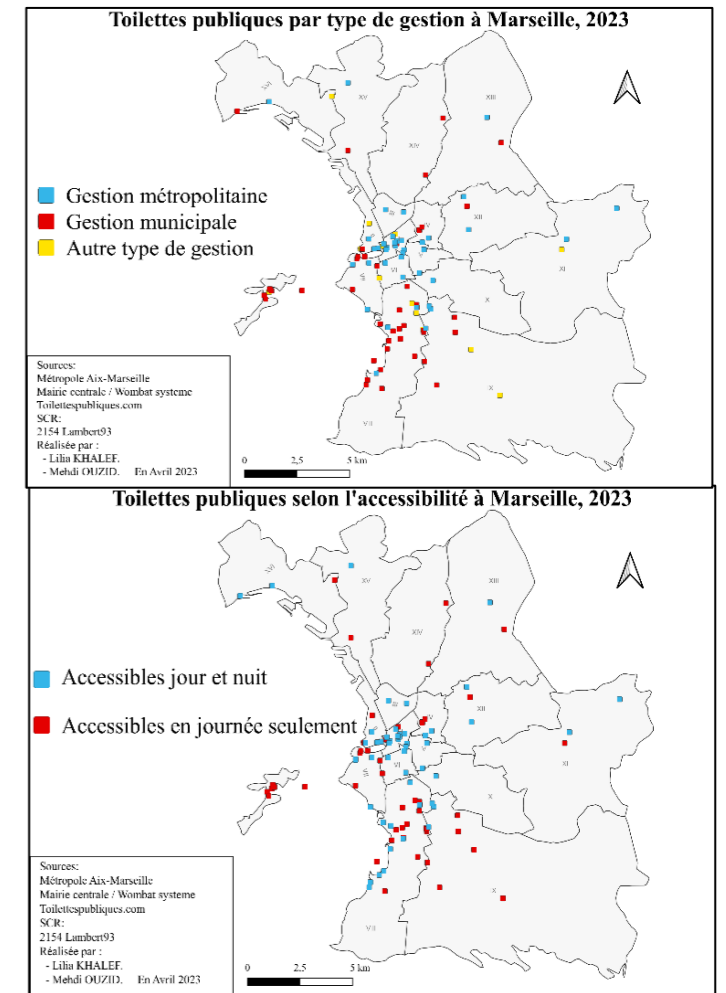 Toilettes publiques par type de gestion à Marseille, 2023
XVI
XV
XIII
XIV
Gestion métropolitaine
Gestion municipale
Autre type de gestion
XII
XI
VI
X
X
VII
Sources:
Métropole Aix-Marseille
Mairie centrale / Wombat systeme
Toilettespubliques.com
SCR:
2154 Lambert93
Réalisée par :
- Lilia KHALEF.
- Mehdi OUZID. En Avril 2023
0 2,5 5 km
Toilettes publiques selon l'accessibilité à Marseille, 2023
XVI
XV
XIII
XIV
Accessibles jour et nuit
Accessibles en journée seulement
XII
XI
VI
X
X
VII
Sources:
Métropole Aix-Marseille
Mairie centrale / Wombat systeme
Toilettespubliques.com
SCR:
2154 Lambert93
Réalisée par :
- Lilia KHALEF.
- Mehdi OUZID. En Avril 2023
0 2,5 5 km